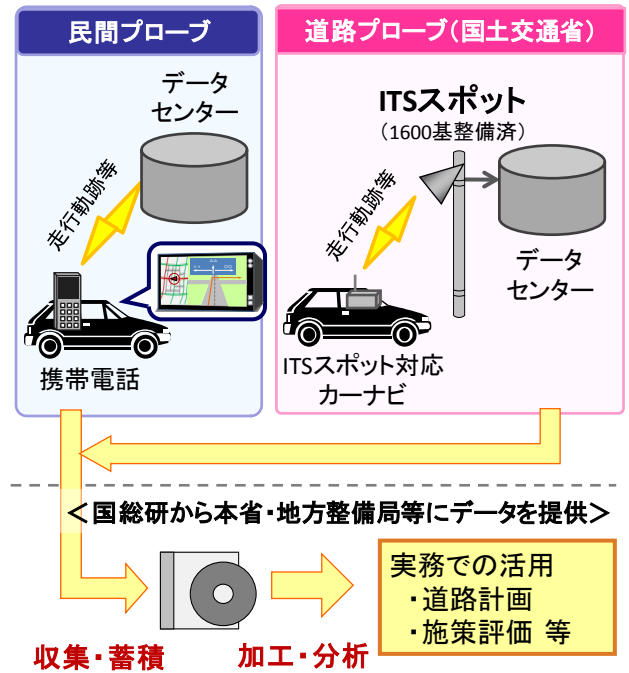 民間プローブ
データ
センター
走行軌跡等
携帯電話
道路プローブ(国土交通省)
ITSスポット
(1600基整備済)
走行軌跡等
データ
センター
ITSスポット対応
カーナビ
<国総研から本省・地方整備局等にデータを提供>
収集・蓄積
加工・分析
実務での活用
・道路計画
・施策評価 等